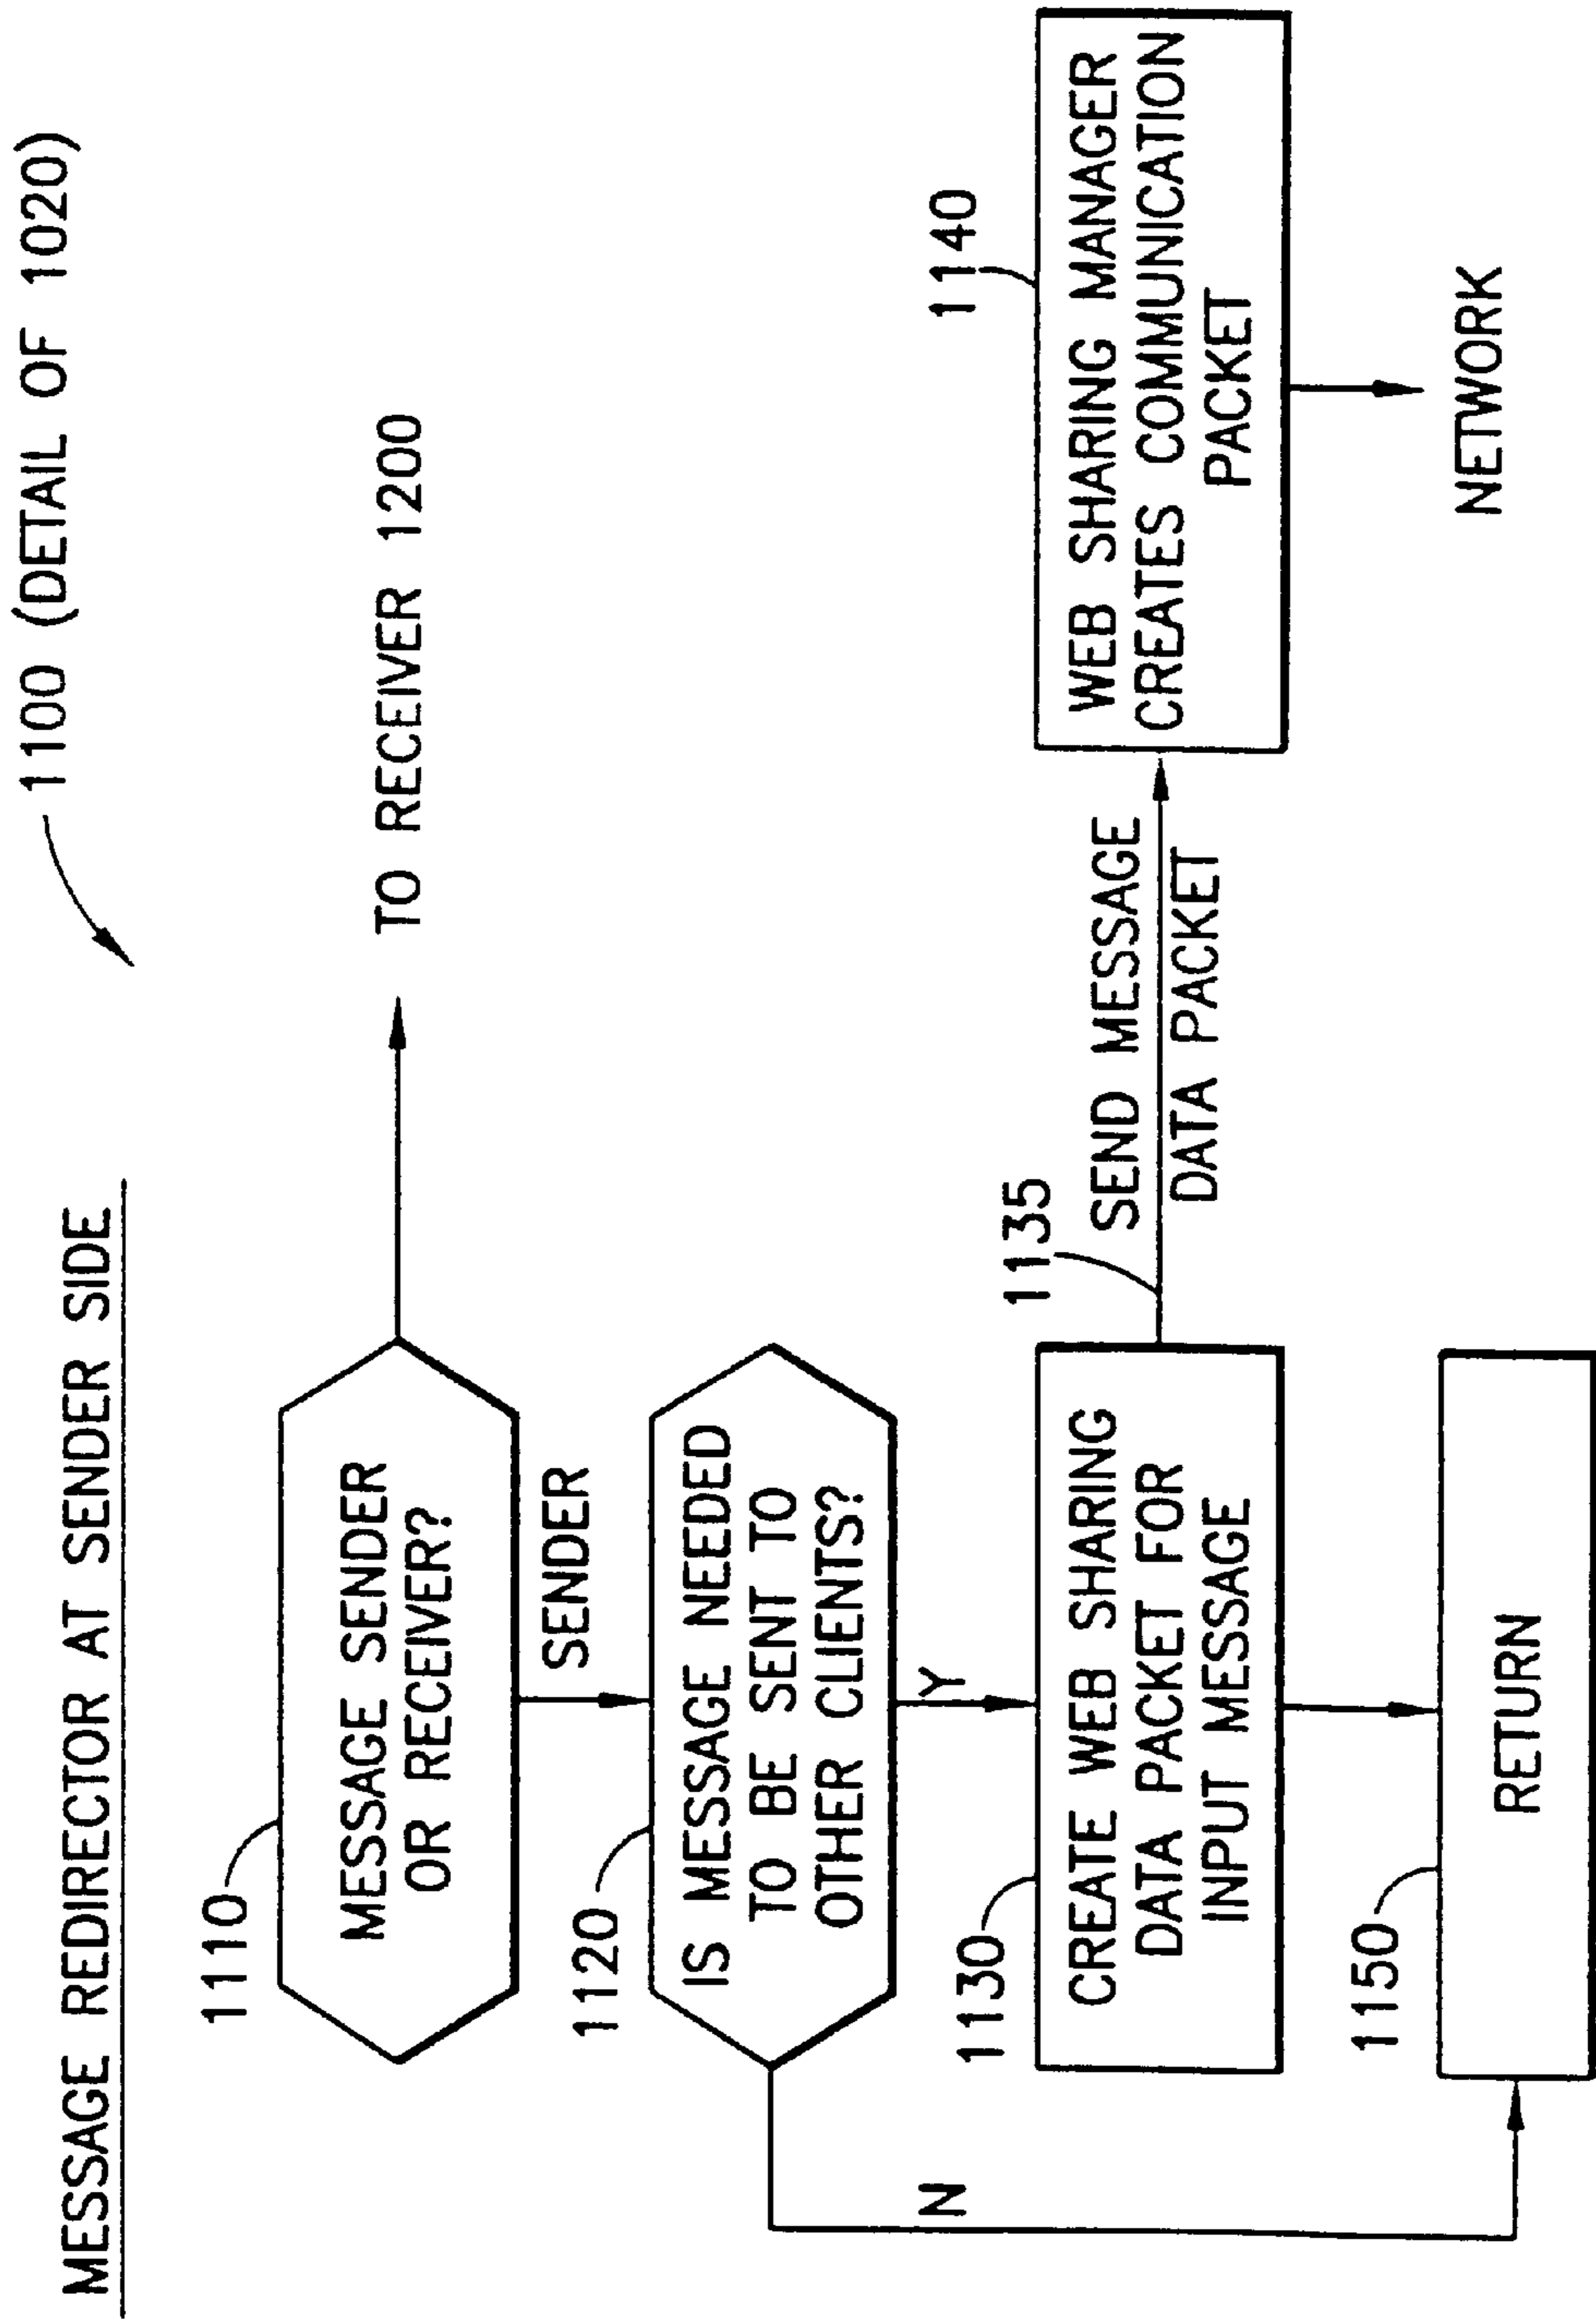 MESSAGE REDIRECTOR AT SENDER SIDE
1100 (DETAIL OF 1020)
1110
MESSAGE SENDER
OR RECEIVER?
TO RECEIVER 1200
SENDER
1120
IS MESSAGE NEEDED
TO BE SENT TO
OTHER CLIENTS?
Y
N
1130
CREATE WEB SHARING
DATA PACKET FOR
INPUT MESSAGE
1135
SEND MESSAGE
DATA PACKET
1140
WEB SHARING MANAGER
CREATES COMMUNICATION
PACKET
NETWORK
1150
RETURN